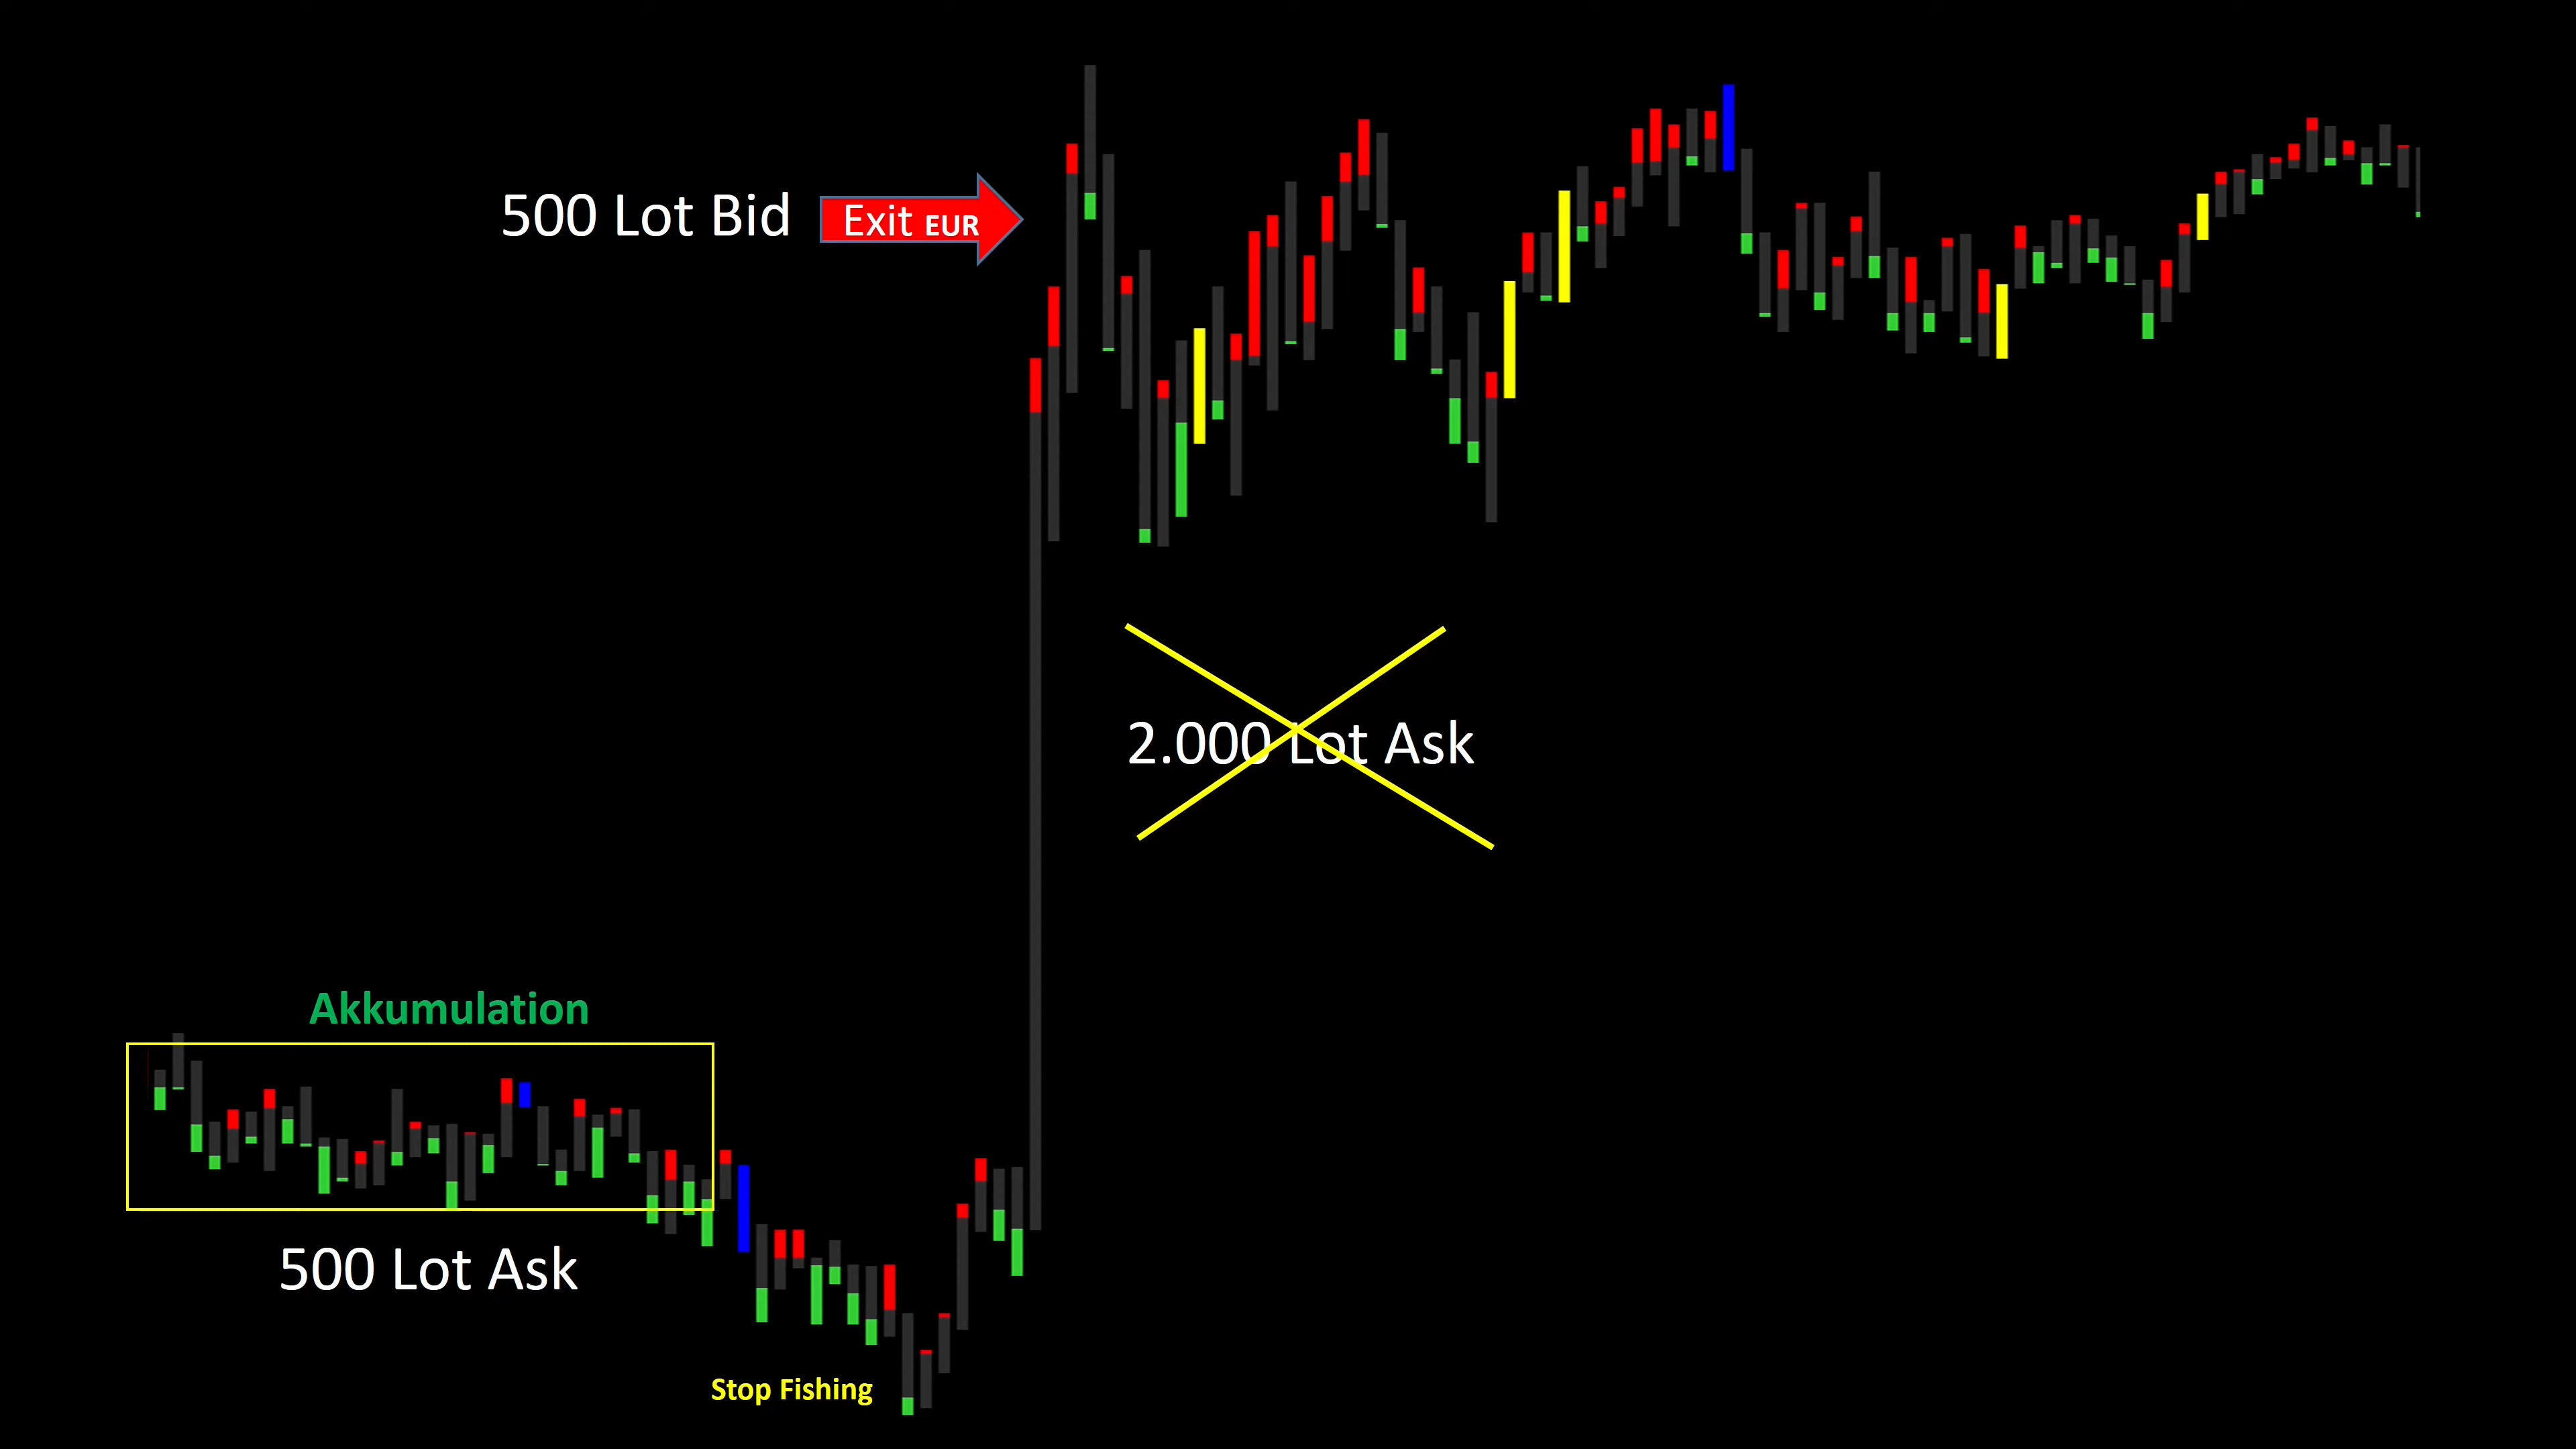 500 Lot Bid
Exit EUR
2.000 Lot Ask
Akkumulation
500 Lot Ask
Stop Fishing